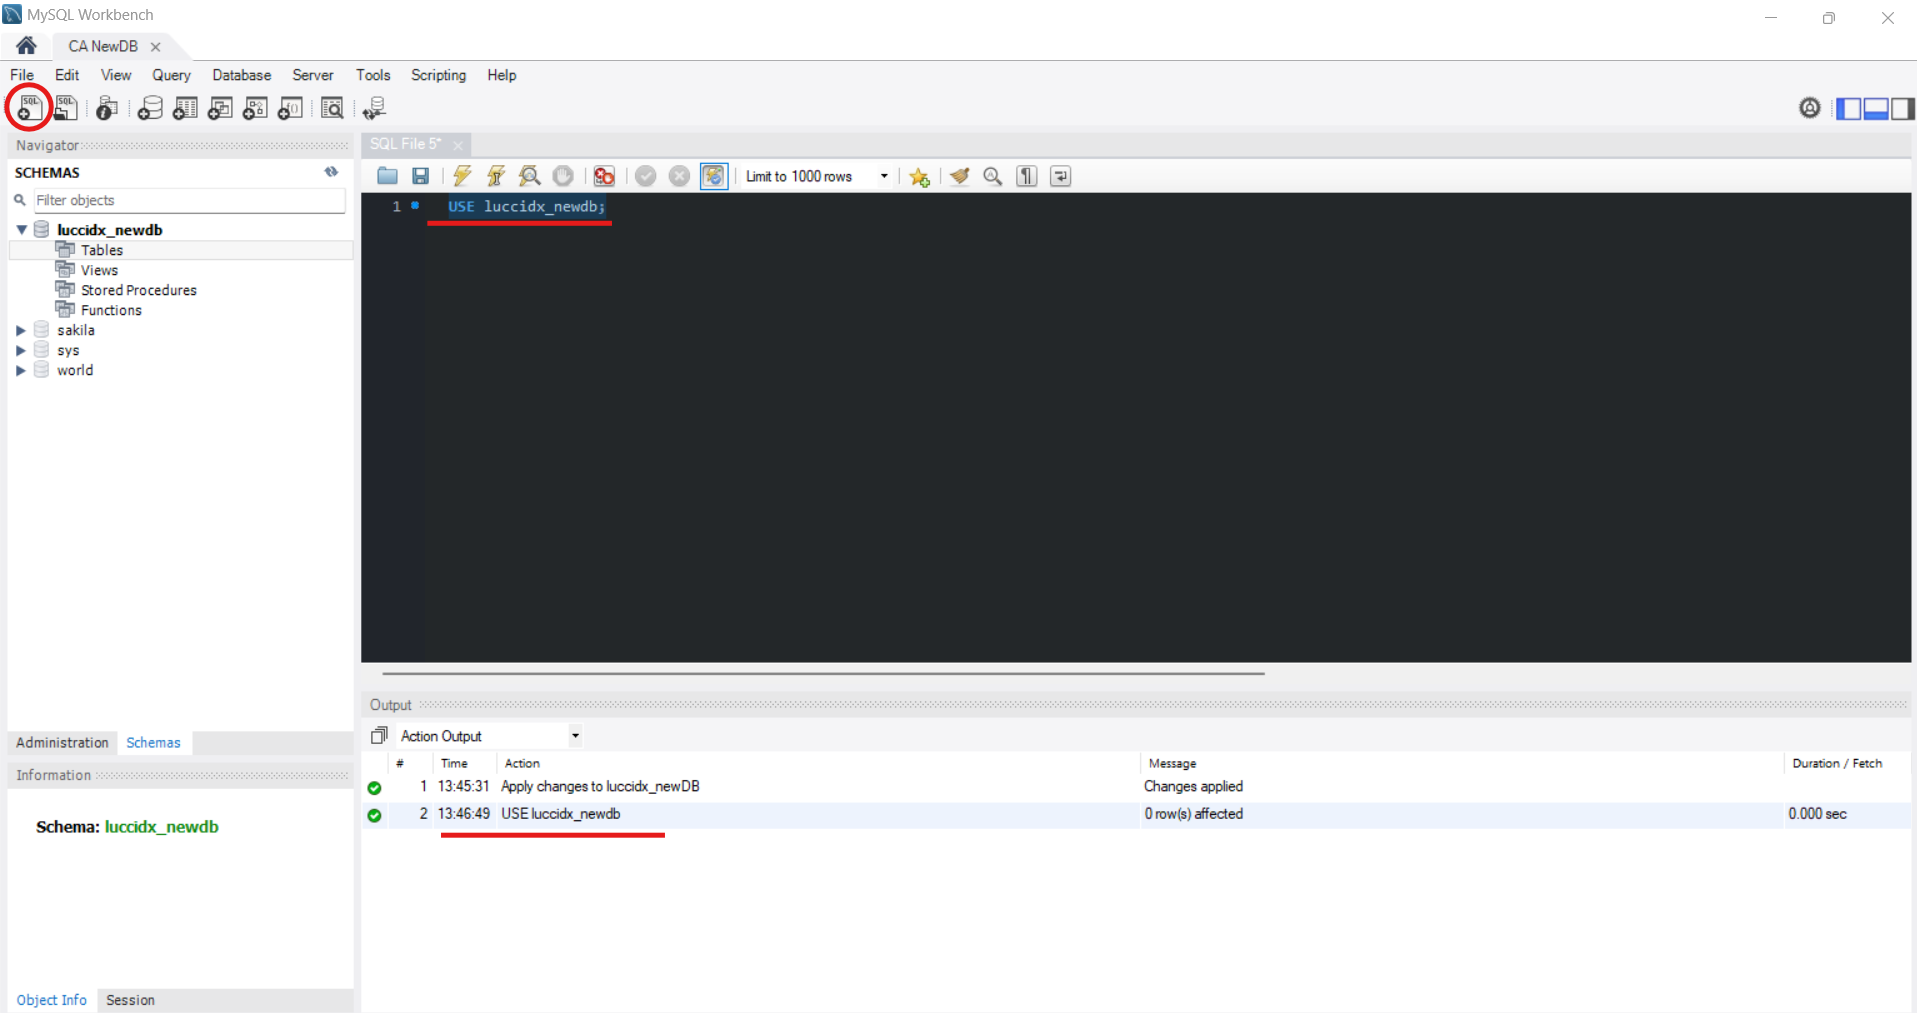 MySQL Workbench
CA NewDB
File Edit View Query Database Server Tools Scripting Help
SQL SQL
Navigator
SCHEMAS
Filter objects
luccidx_newdb
Tables
Views
Stored Procedures
Functions
sakila
sys
world
Administration Schemas
Information
Schema: luccidx_newdb
Object Info Session
SQL File 5*
Limit to 1000 rows
1 USE luccidx_newdb;
Output
Action Output
# Time Action Message Duration / Fetch
1 13:45:31 Apply changes to luccidx_newDB Changes applied
2 13:46:49 USE luccidx_newdb 0 row(s) affected 0.000 sec